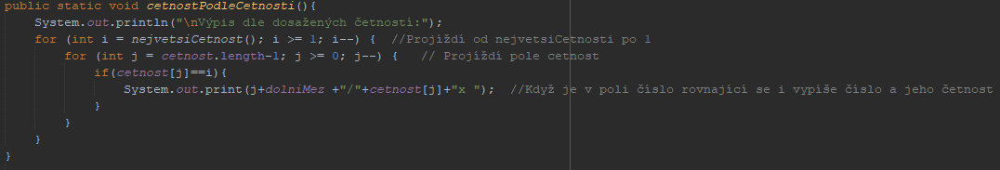 public static void cetnostPodleCetnosti(){
System.out.println("\nVýpis dle dosažených četností:");
for (int i = nejvetsiCetnost(); i >= 1; i--) { //Projíždí od nejvetsiCetnosti po 1
for (int j = cetnost.length-1; j >= 0; j--) { // Projíždí pole cetnost
if(cetnost[j]==i){
System.out.print(j+dolniMez +"/"+cetnost[j]+"x "); //Když je v poli číslo rovnající se i vypíše číslo a jeho četnost
}
}
}
}